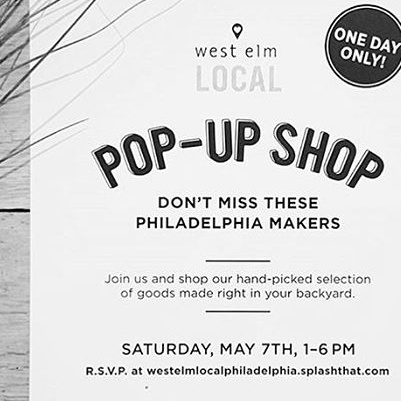 west elm
LOCAL
ONE DAY
ONLY!
POP-UP SHOP
DON'T MISS THESE
PHILADELPHIA MAKERS
Join us and shop our hand-picked selection
of goods made right in your backyard.
SATURDAY, MAY 7TH, 1–6 PM
R.S.V.P. at westelmlocalphiladelphia.splashthat.com